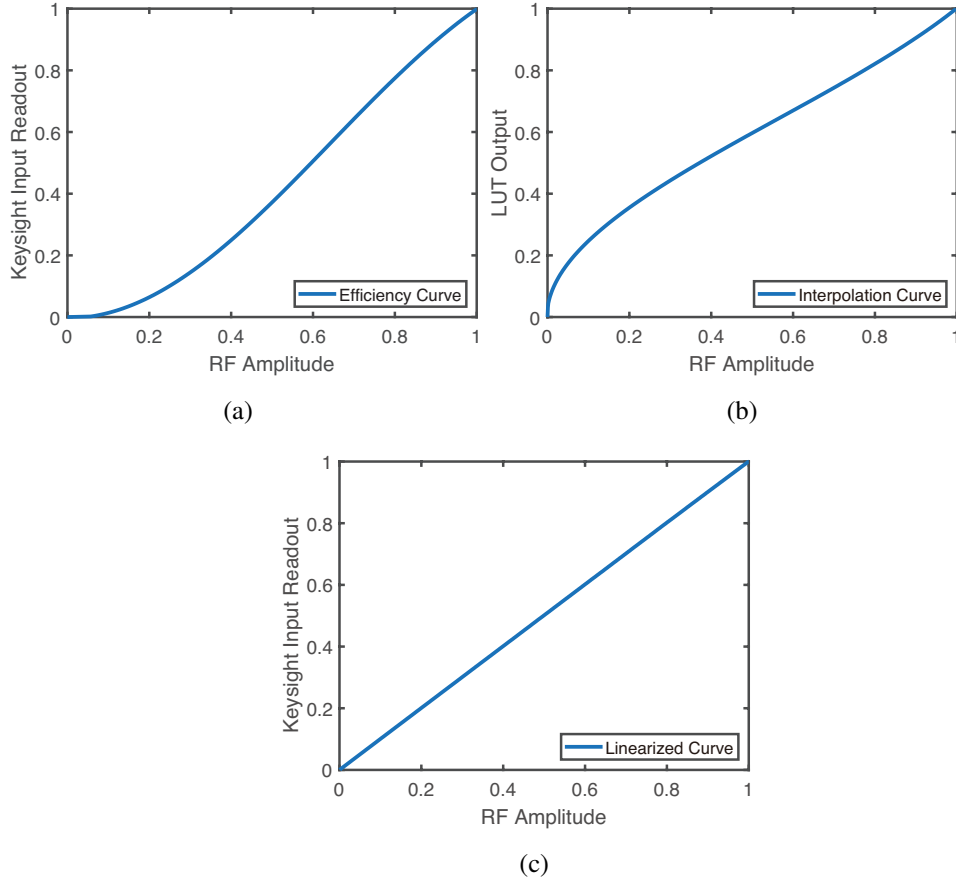 1
0.8
0.6
0.4
0.2
0
Keysight Input Readout
Efficiency Curve
0 0.2 0.4 0.6 0.8 1
RF Amplitude
(a)
1
0.8
0.6
0.4
0.2
0
LUT Output
Interpolation Curve
0 0.2 0.4 0.6 0.8 1
RF Amplitude
(b)
1
0.8
0.6
0.4
0.2
0
Keysight Input Readout
Linearized Curve
0 0.2 0.4 0.6 0.8 1
RF Amplitude
(c)